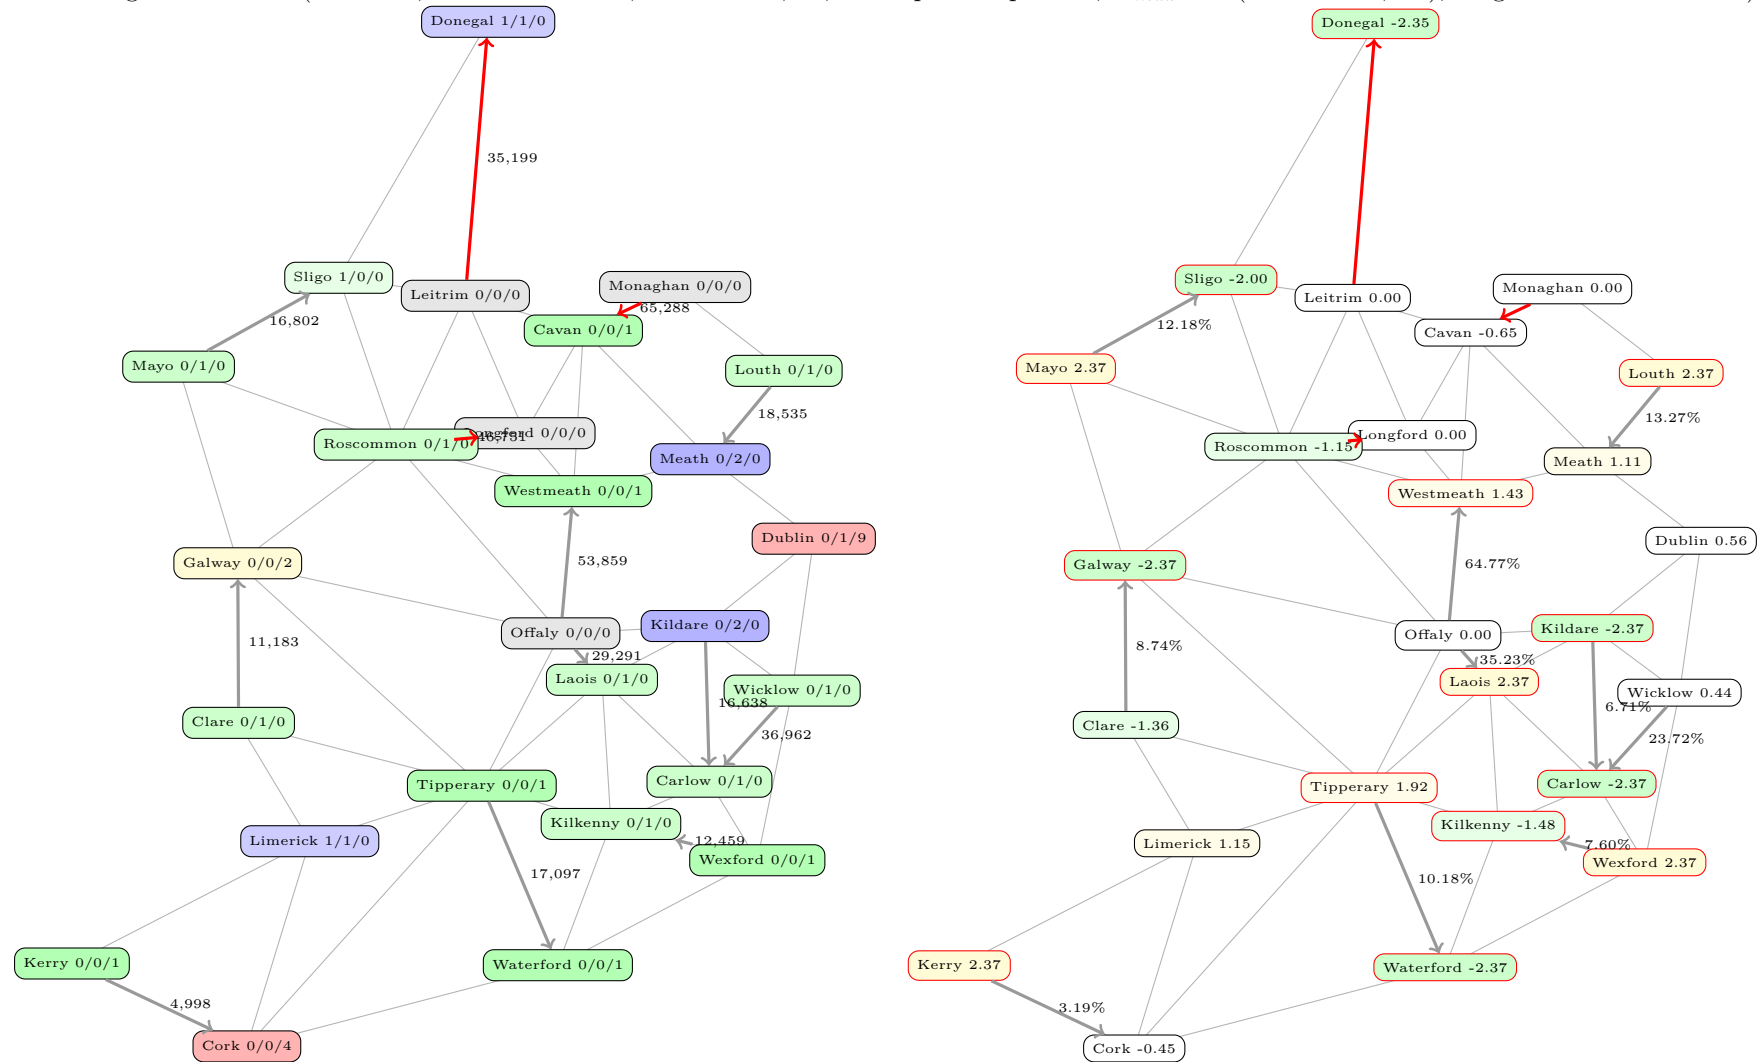 Donegal 1/1/0
35,199
Sligo 1/0/0
Leitrim 0/0/0
Monaghan 0/0/0
65,288
16,802
Cavan 0/0/1
Mayo 0/1/0
Louth 0/1/0
18,535
Roscommon 0/1/0
Longford 0/0/0
Meath 0/2/0
Westmeath 0/0/1
Dublin 0/1/9
Galway 0/0/2
53,859
Offaly 0/0/0
Kildare 0/2/0
11,183
29,291
Laois 0/1/0
Wicklow 0/1/0
16,638
Clare 0/1/0
36,962
Tipperary 0/0/1
Carlow 0/1/0
Kilkenny 0/1/0
Limerick 1/1/0
12,459
Wexford 0/0/1
17,097
Kerry 0/0/1
Waterford 0/0/1
4,998
Cork 0/0/4
Donegal -2.35
Sligo -2.00
Leitrim 0.00
Monaghan 0.00
12.18%
Cavan -0.65
Mayo 2.37
Louth 2.37
13.27%
Roscommon -1.15
Longford 0.00
Meath 1.11
Westmeath 1.43
Dublin 0.56
Galway -2.37
64.77%
Offaly 0.00
Kildare -2.37
8.74%
35.23%
Laois 2.37
Wicklow 0.44
6.71%
Clare -1.36
23.72%
Tipperary 1.92
Carlow -2.37
Kilkenny -1.48
Limerick 1.15
7.60%
Wexford 2.37
10.18%
Kerry 2.37
Waterford -2.37
3.19%
Cork -0.45